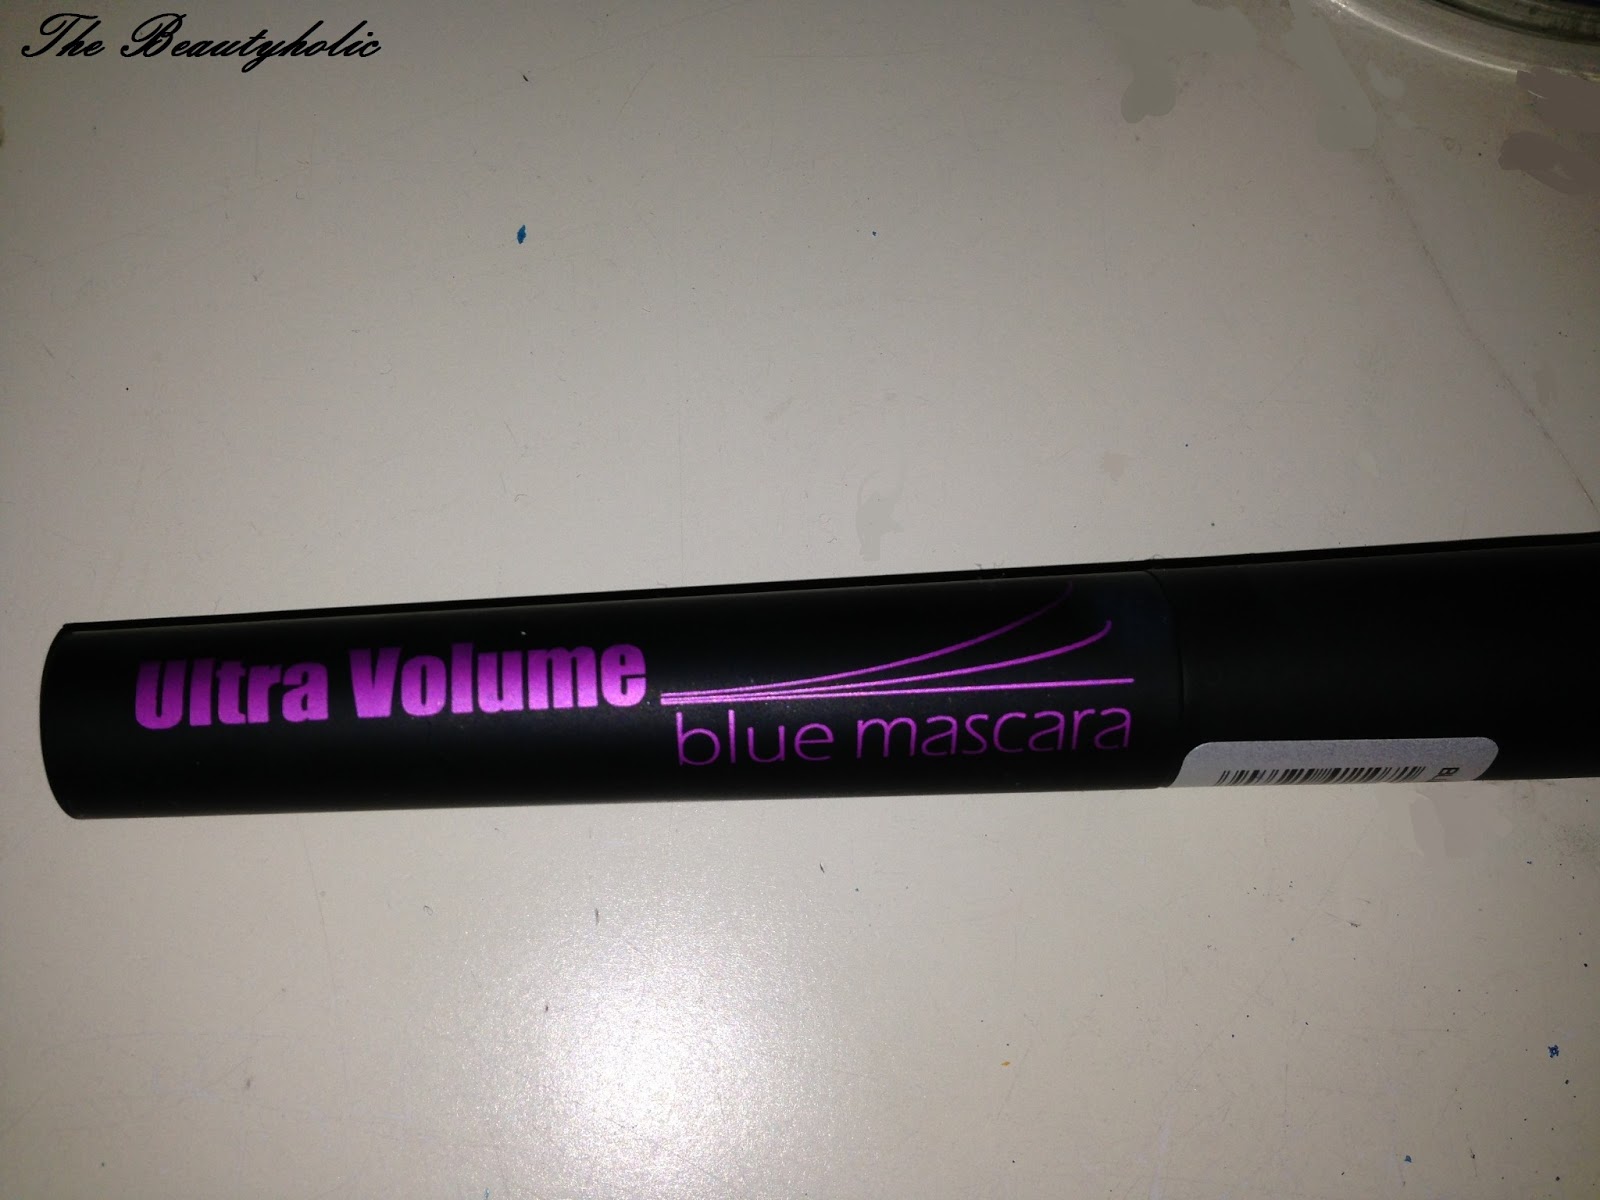 The Beautyholic
Ultra Volume
blue mascara